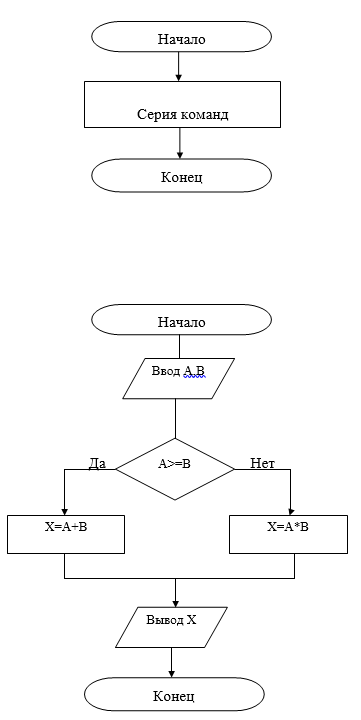 Начало
Серия команд
Конец
Начало
Ввод A,B
A>=B
Да
Нет
X=A+B
X=A*B
Вывод X
Конец